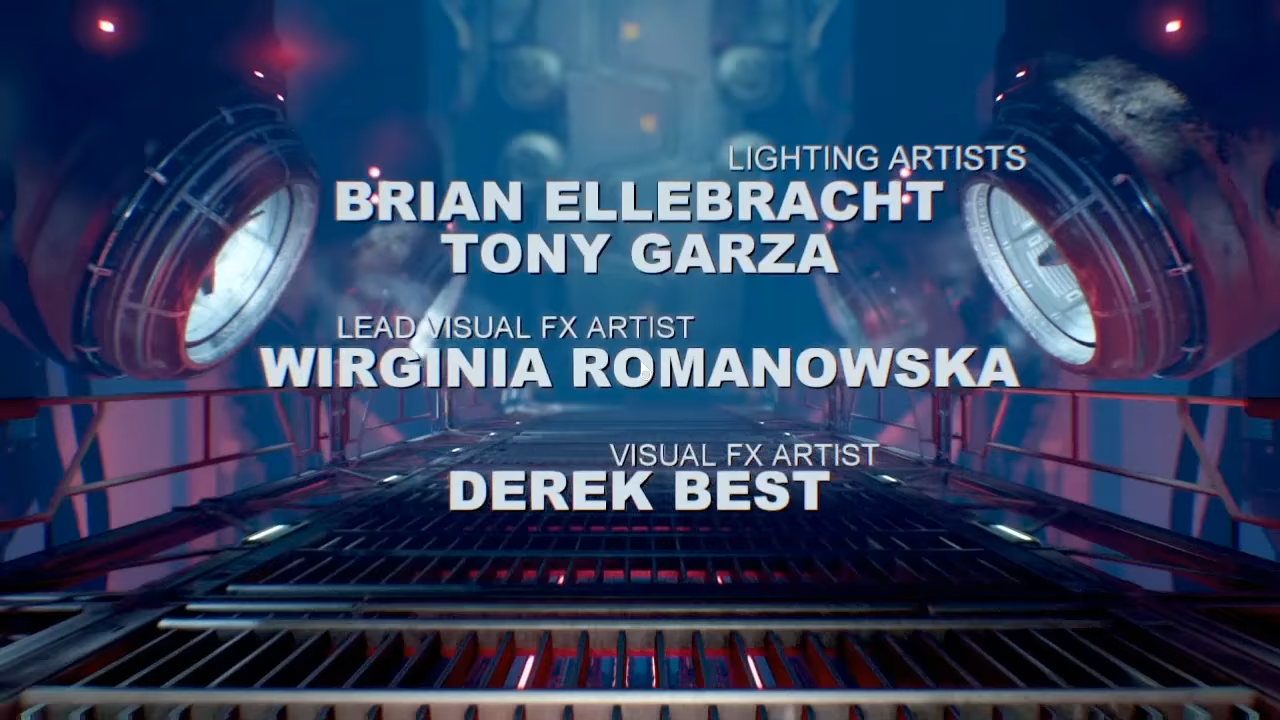 LIGHTING ARTISTS
BRIAN ELLEBRACHT
TONY GARZA
LEAD VISUAL FX ARTIST
WIRGINIA ROMANOWSKA
VISUAL FX ARTIST
DEREK BEST